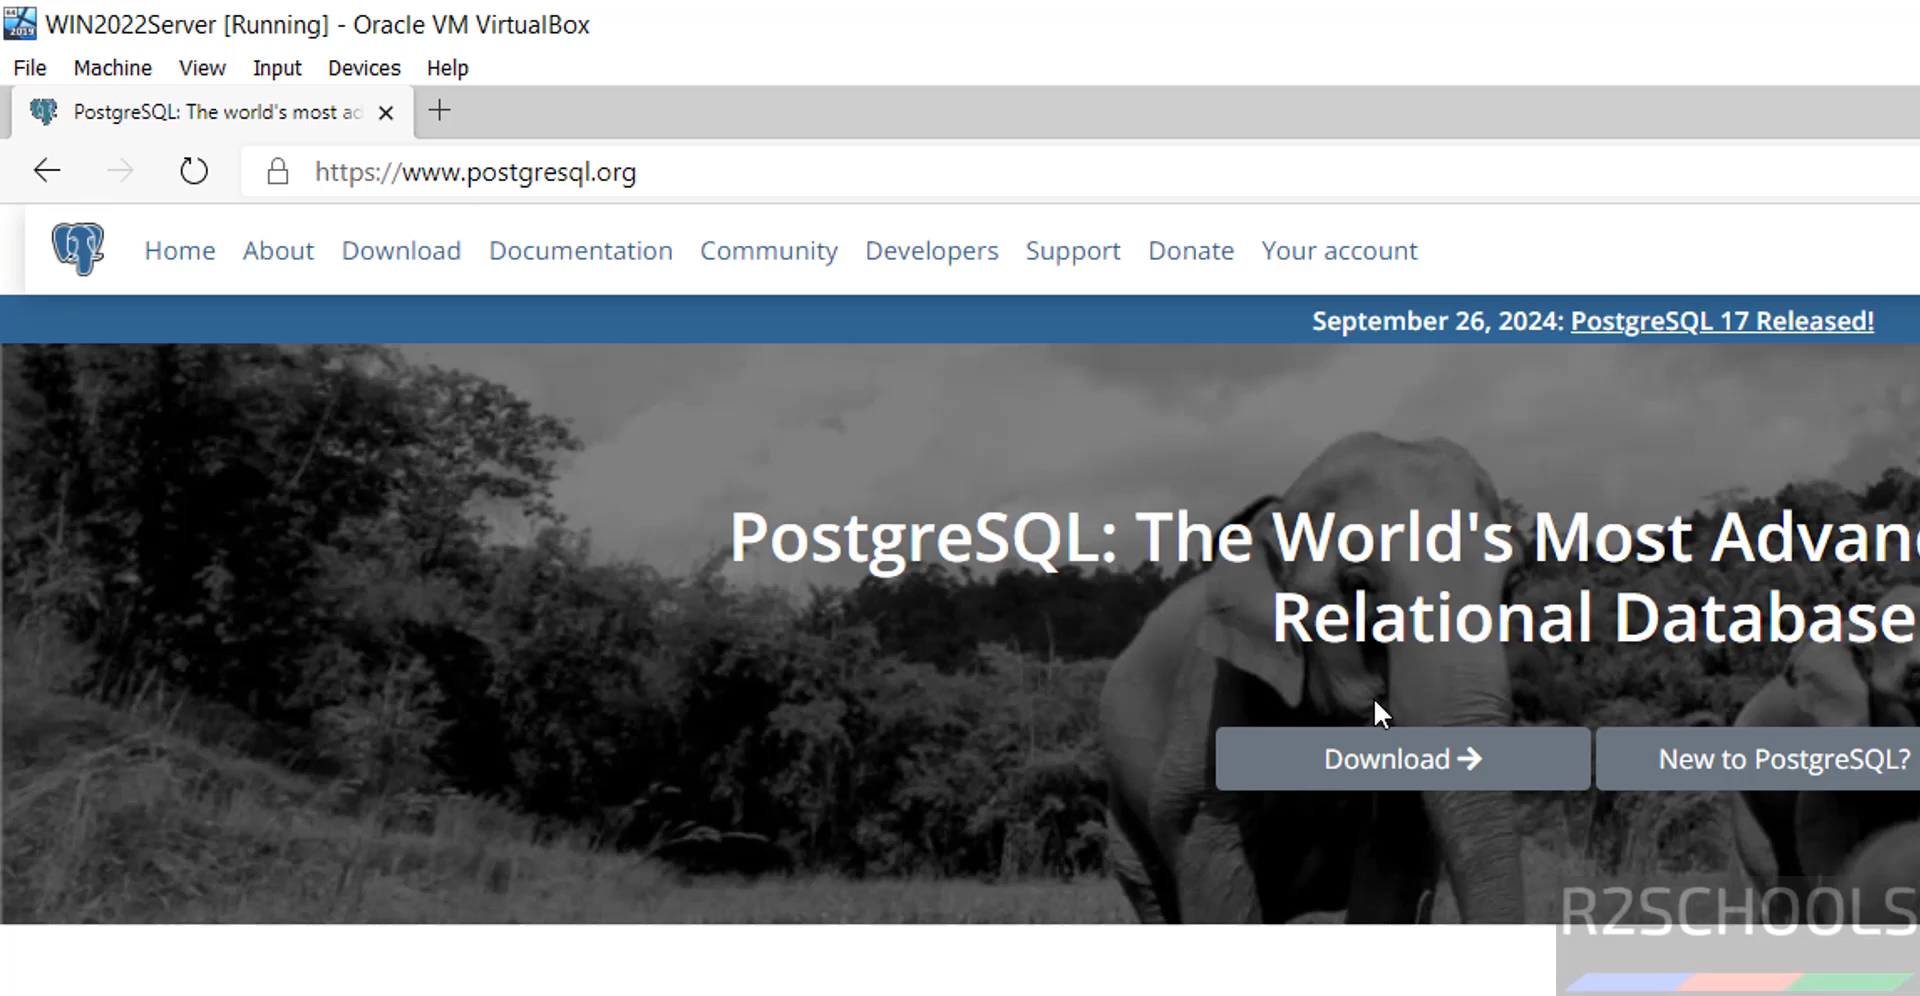 WIN2022Server [Running] - Oracle VM VirtualBox
File Machine View Input Devices Help
PostgreSQL: The world's most ad
https://www.postgresql.org
Home About Download Documentation Community Developers Support Donate Your account
September 26, 2024: PostgreSQL 17 Released!
PostgreSQL: The World's Most Advanc
Relational Database
Download
New to PostgreSQL?
R2SCHOOLS